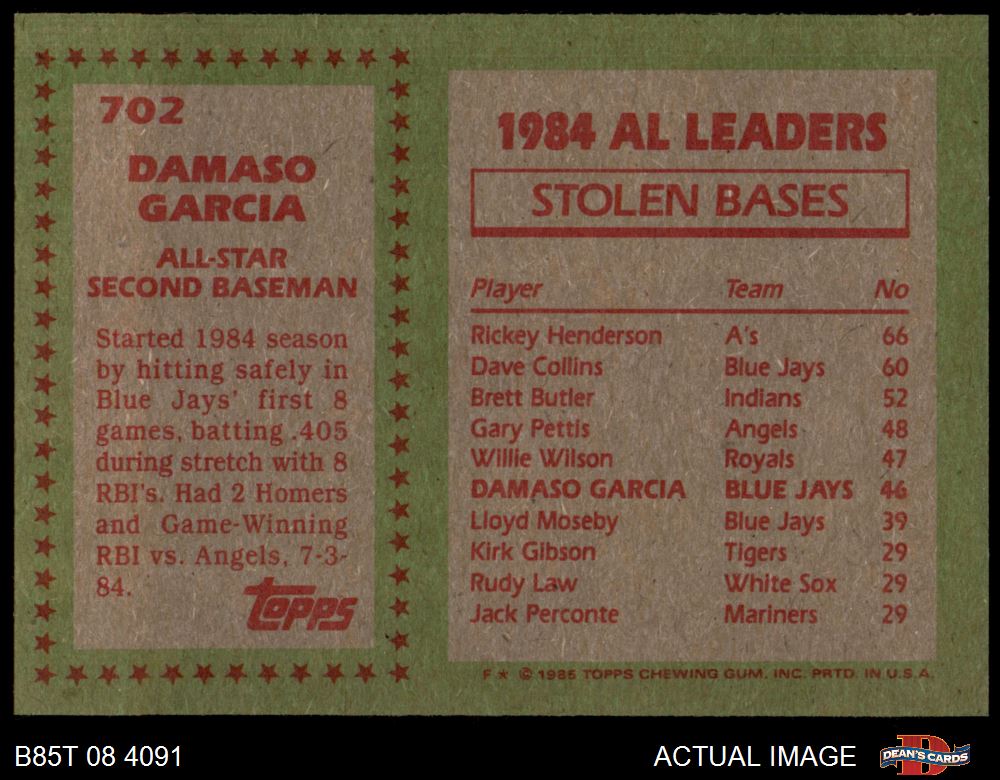 702
DAMASO
GARCIA
ALL-STAR
SECOND BASEMAN
Started 1984 season
by hitting safely in
Blue Jays' first 8
games, batting .405
during stretch with 8
RBI's. Had 2 Homers
and Game-Winning
RBI vs. Angels, 7-3-
84.
topps
1984 AL LEADERS
STOLEN BASES
Player Team No
Rickey Henderson A's 66
Dave Collins Blue Jays 60
Brett Butler Indians 52
Gary Pettis Angels 48
Willie Wilson Royals 47
DAMASO GARCIA BLUE JAYS 46
Lloyd Moseby Blue Jays 39
Kirk Gibson Tigers 29
Rudy Law White Sox 29
Jack Perconte Mariners 29
F ★ © 1985 TOPPS CHEWING GUM, INC. PRTD. IN U.S.A.
B85T 08 4091
ACTUAL IMAGE
DEAN'S CARDS